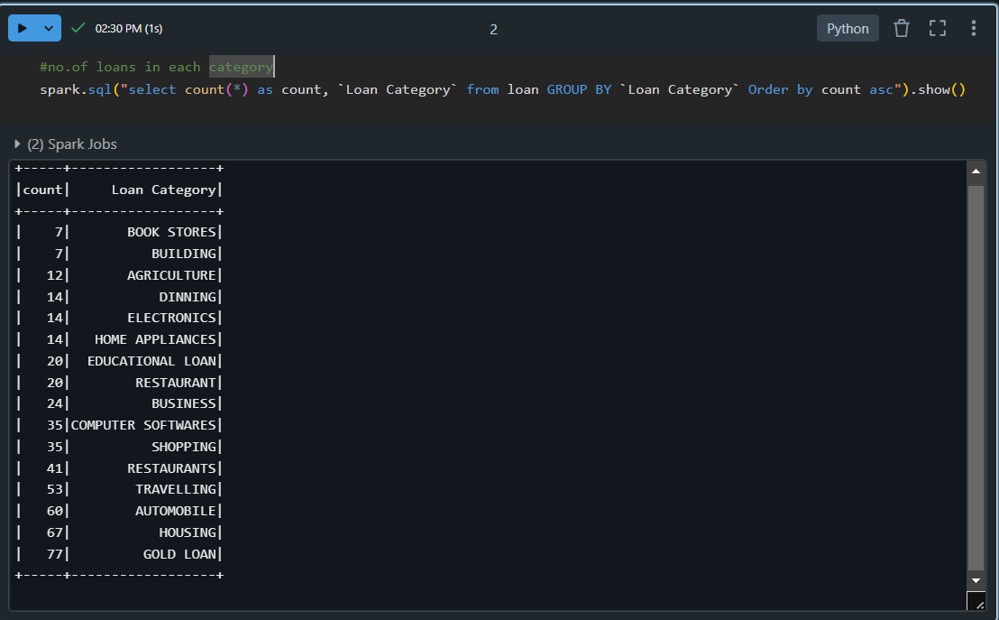 02:30 PM (1s)
2
Python
#no.of loans in each category
spark.sql("select count(*) as count, `Loan Category` from loan GROUP BY `Loan Category` Order by count asc").show()
(2) Spark Jobs
+-----+------------------+
|count|     Loan Category|
+-----+------------------+
|    7|       BOOK STORES|
|    7|          BUILDING|
|   12|       AGRICULTURE|
|   14|           DINNING|
|   14|       ELECTRONICS|
|   14|   HOME APPLIANCES|
|   20|  EDUCATIONAL LOAN|
|   20|        RESTAURANT|
|   24|          BUSINESS|
|   35|COMPUTER SOFTWARES|
|   35|          SHOPPING|
|   41|       RESTAURANTS|
|   53|        TRAVELLING|
|   60|        AUTOMOBILE|
|   67|           HOUSING|
|   77|         GOLD LOAN|
+-----+------------------+